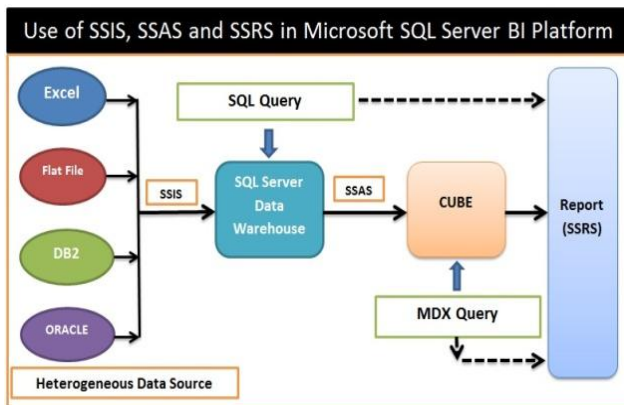 Use of SSIS, SSAS and SSRS in Microsoft SQL Server BI Platform
Excel
Flat File
DB2
ORACLE
Heterogeneous Data Source
SSIS
SQL Query
SQL Server
Data
Warehouse
SSAS
CUBE
MDX Query
Report
(SSRS)